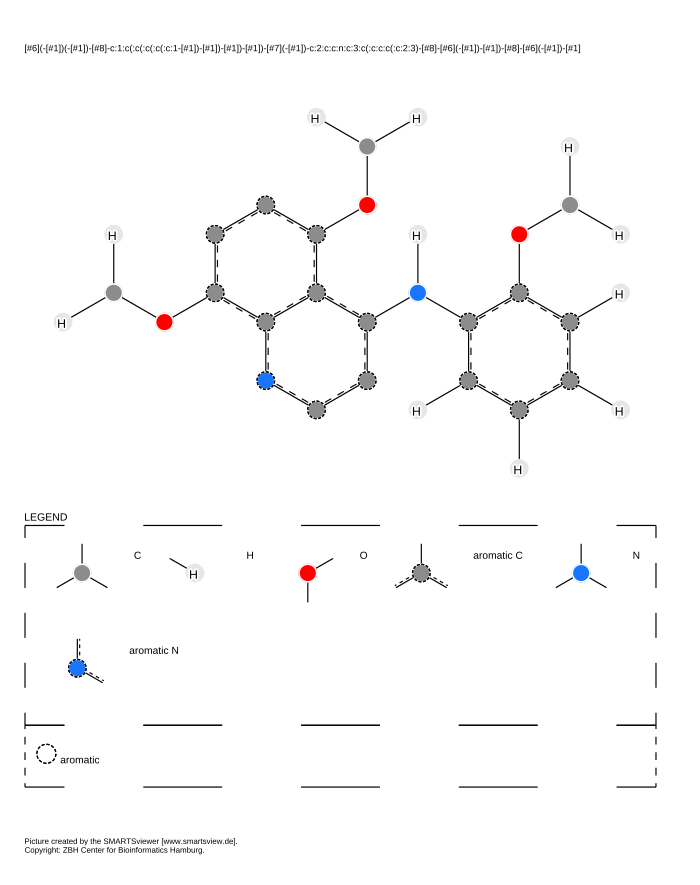 [#6](-[#1])(-[#1])-[#8]-c:1:c(:c(:c(:c(:c:1-[#1])-[#1])-[#1])-[#1])-[#7](-[#1])-c:2:c:c:n:c:3:c(:c:c:c(:c:2:3)-[#8]-[#6](-[#1])-[#1])-[#8]-[#6](-[#1])-[#1]
H H
H
H H H
H H
H H H
H
LEGEND
C H O aromatic C N
H
aromatic N
aromatic
Picture created by the SMARTSviewer [www.smartsview.de].
Copyright: ZBH Center for Bioinformatics Hamburg.